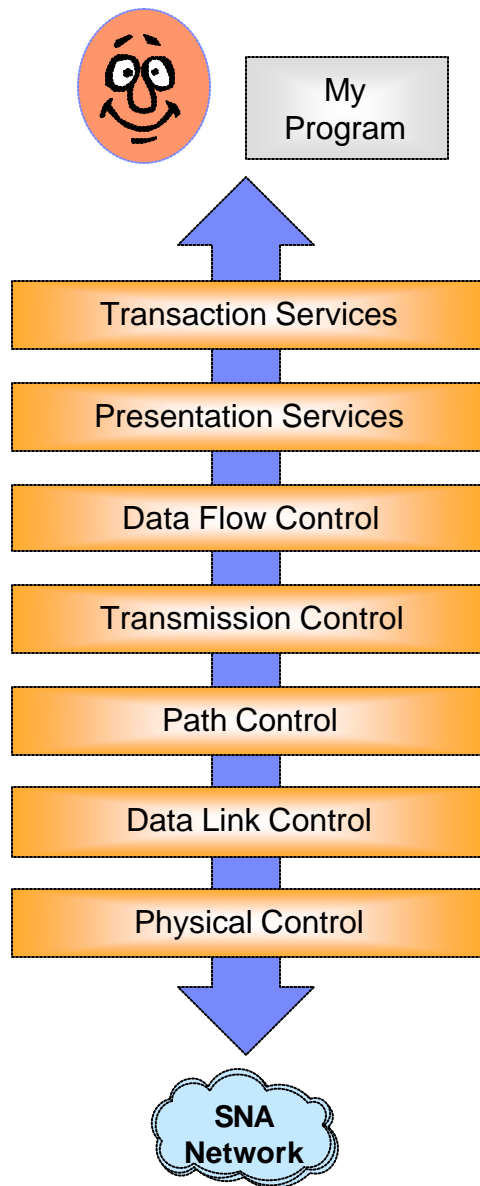 My
Program
Transaction Services
Presentation Services
Data Flow Control
Transmission Control
Path Control
Data Link Control
Physical Control
SNA
Network